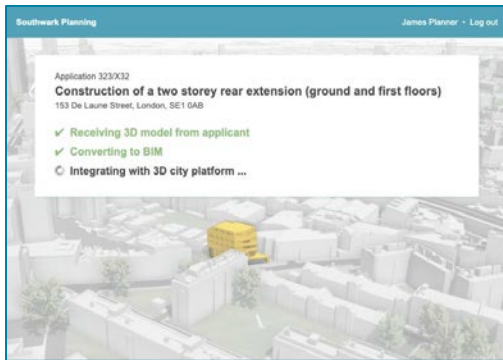 Southwark Planning
James Planner • Log out
Application 323/X32
Construction of a two storey rear extension (ground and first floors)
153 De Laune Street, London, SE1 0AB
✔ Receiving 3D model from applicant
✔ Converting to BIM
Integrating with 3D city platform ...